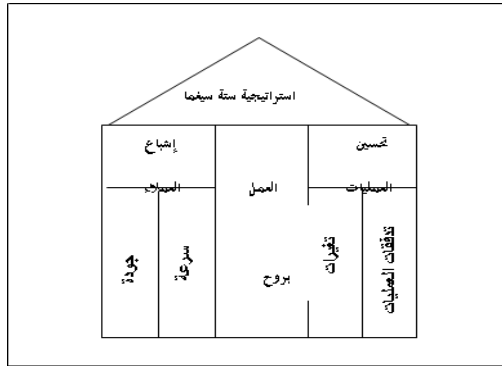 استراتيجية ستة سيغما
تحسين
العمليات
العمل
بروح
إشباع
العملاء
تدفقات العمليات
تغيرات
سرعة
جودة